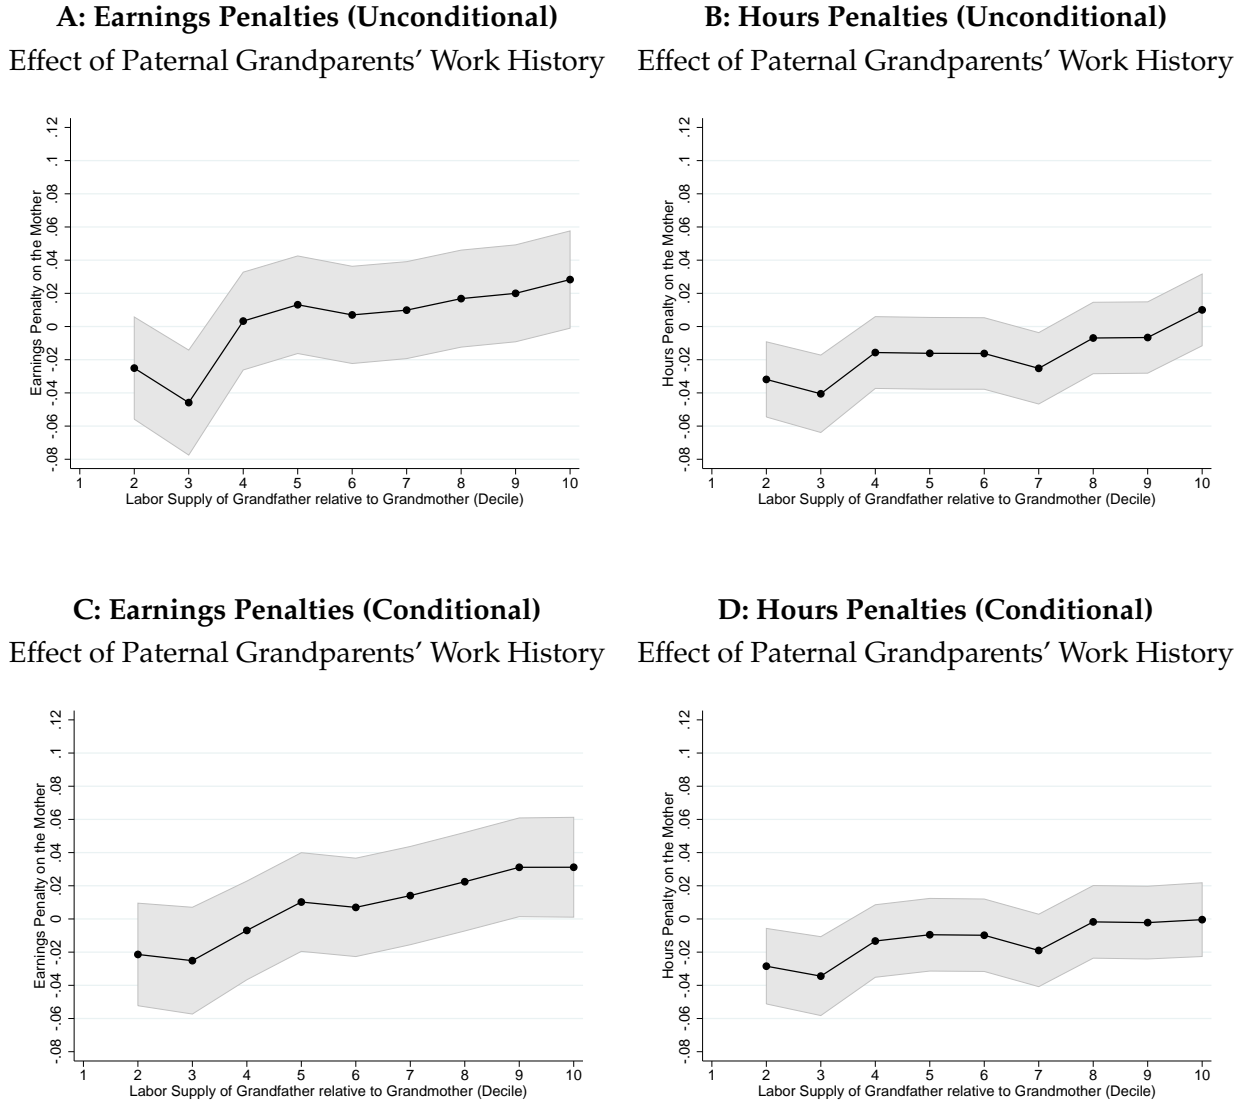 A: Earnings Penalties (Unconditional)
Effect of Paternal Grandparents’ Work History
Earnings Penalty on the Mother
.12
.1
.08
.06
.04
.02
0
-.02
-.04
-.06
-.08
1 2 3 4 5 6 7 8 9 10
Labor Supply of Grandfather relative to Grandmother (Decile)
B: Hours Penalties (Unconditional)
Effect of Paternal Grandparents’ Work History
Hours Penalty on the Mother
.12
.1
.08
.06
.04
.02
0
-.02
-.04
-.06
-.08
1 2 3 4 5 6 7 8 9 10
Labor Supply of Grandfather relative to Grandmother (Decile)
C: Earnings Penalties (Conditional)
Effect of Paternal Grandparents’ Work History
Earnings Penalty on the Mother
.12
.1
.08
.06
.04
.02
0
-.02
-.04
-.06
-.08
1 2 3 4 5 6 7 8 9 10
Labor Supply of Grandfather relative to Grandmother (Decile)
D: Hours Penalties (Conditional)
Effect of Paternal Grandparents’ Work History
Hours Penalty on the Mother
.12
.1
.08
.06
.04
.02
0
-.02
-.04
-.06
-.08
1 2 3 4 5 6 7 8 9 10
Labor Supply of Grandfather relative to Grandmother (Decile)